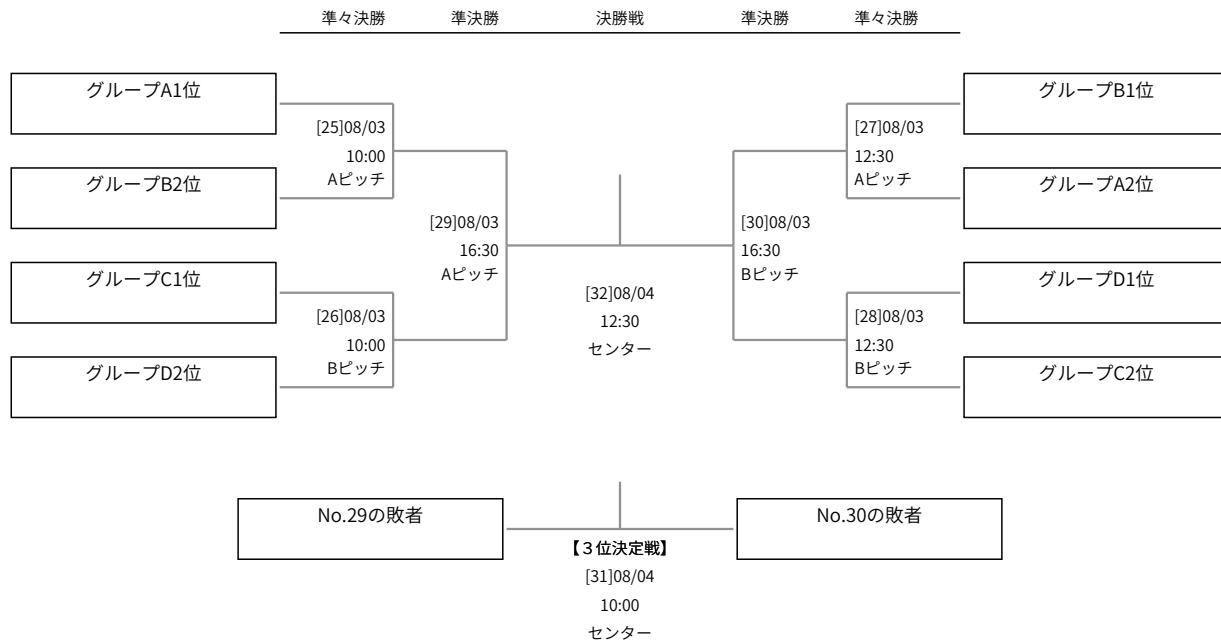 準々決勝 準決勝 決勝戦 準決勝 準々決勝
グループA1位
[25]08/03
10:00
Aピッチ
グループB2位
[29]08/03
16:30
Aピッチ
グループC1位
[26]08/03
10:00
Bピッチ
グループD2位
[32]08/04
12:30
センター
グループB1位
[27]08/03
12:30
Aピッチ
グループA2位
[30]08/03
16:30
Bピッチ
グループD1位
[28]08/03
12:30
Bピッチ
グループC2位
No.29の敗者
No.30の敗者
【３位決定戦】
[31]08/04
10:00
センター